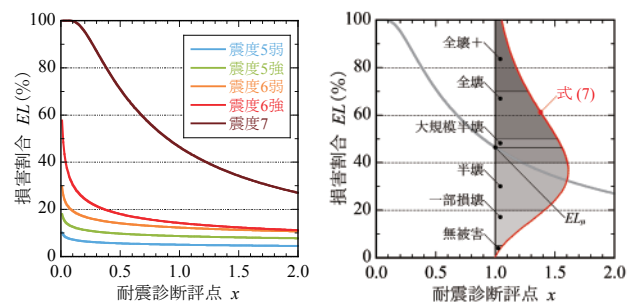 損害割合 EL (%)
100
80
60
40
20
0
震度5弱
震度5強
震度6弱
震度6強
震度7
0.0
0.5
1.0
1.5
2.0
耐震診断評点 x
損害割合 EL (%)
100
80
60
40
20
0
全壊+
全壊
式 (7)
大規模半壊
半壊
一部損壊
ELμ
無被害
0.0
0.5
1.0
1.5
2.0
耐震診断評点 x